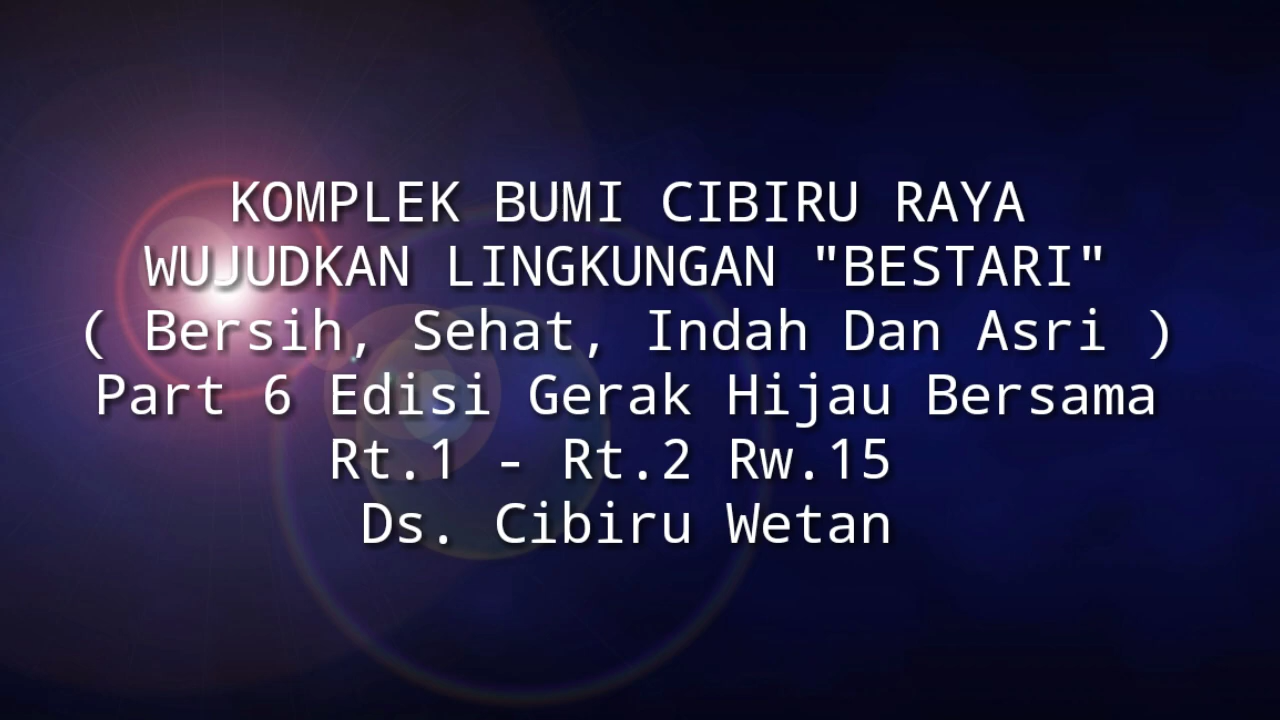 KOMPLEK BUMI CIBIRU RAYA
WUJUDKAN LINGKUNGAN "BESTARI"
( Bersih, Sehat, Indah Dan Asri )
Part 6 Edisi Gerak Hijau Bersama
Rt.1 - Rt.2 Rw.15
Ds. Cibiru Wetan